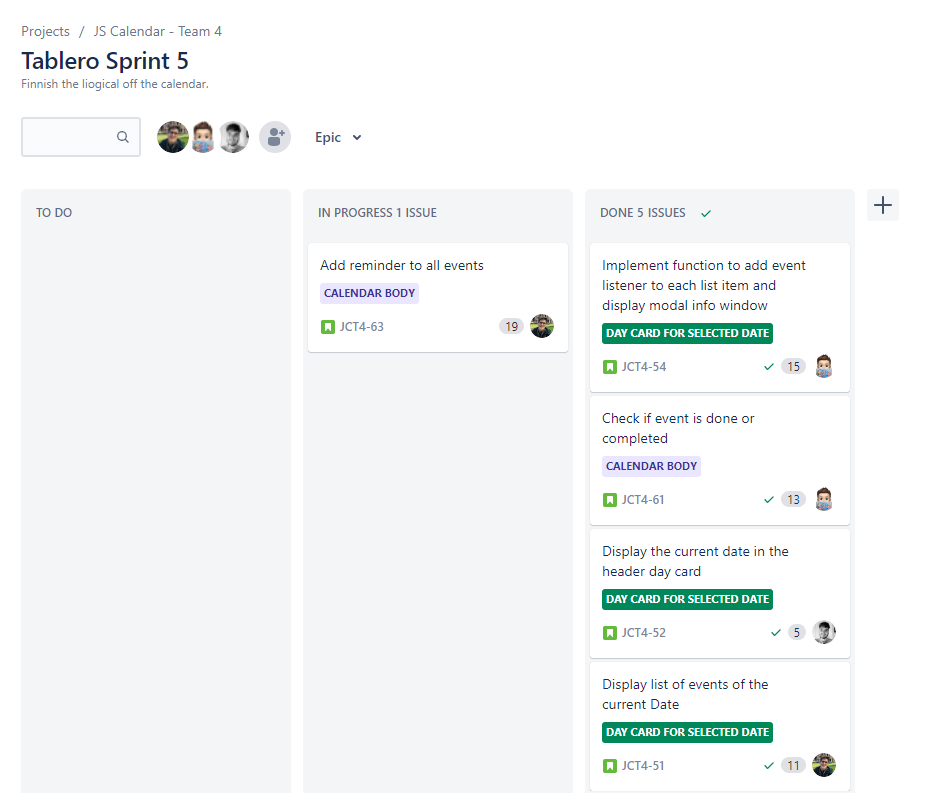 Projects / JS Calendar - Team 4
Tablero Sprint 5
Finnish the liogical off the calendar.
Epic
TO DO
IN PROGRESS 1 ISSUE
Add reminder to all events
CALENDAR BODY
JCT4-63 19
DONE 5 ISSUES
Implement function to add event
listener to each list item and
display modal info window
DAY CARD FOR SELECTED DATE
JCT4-54 15
Check if event is done or
completed
CALENDAR BODY
JCT4-61 13
Display the current date in the
header day card
DAY CARD FOR SELECTED DATE
JCT4-52 5
Display list of events of the
current Date
DAY CARD FOR SELECTED DATE
JCT4-51 11